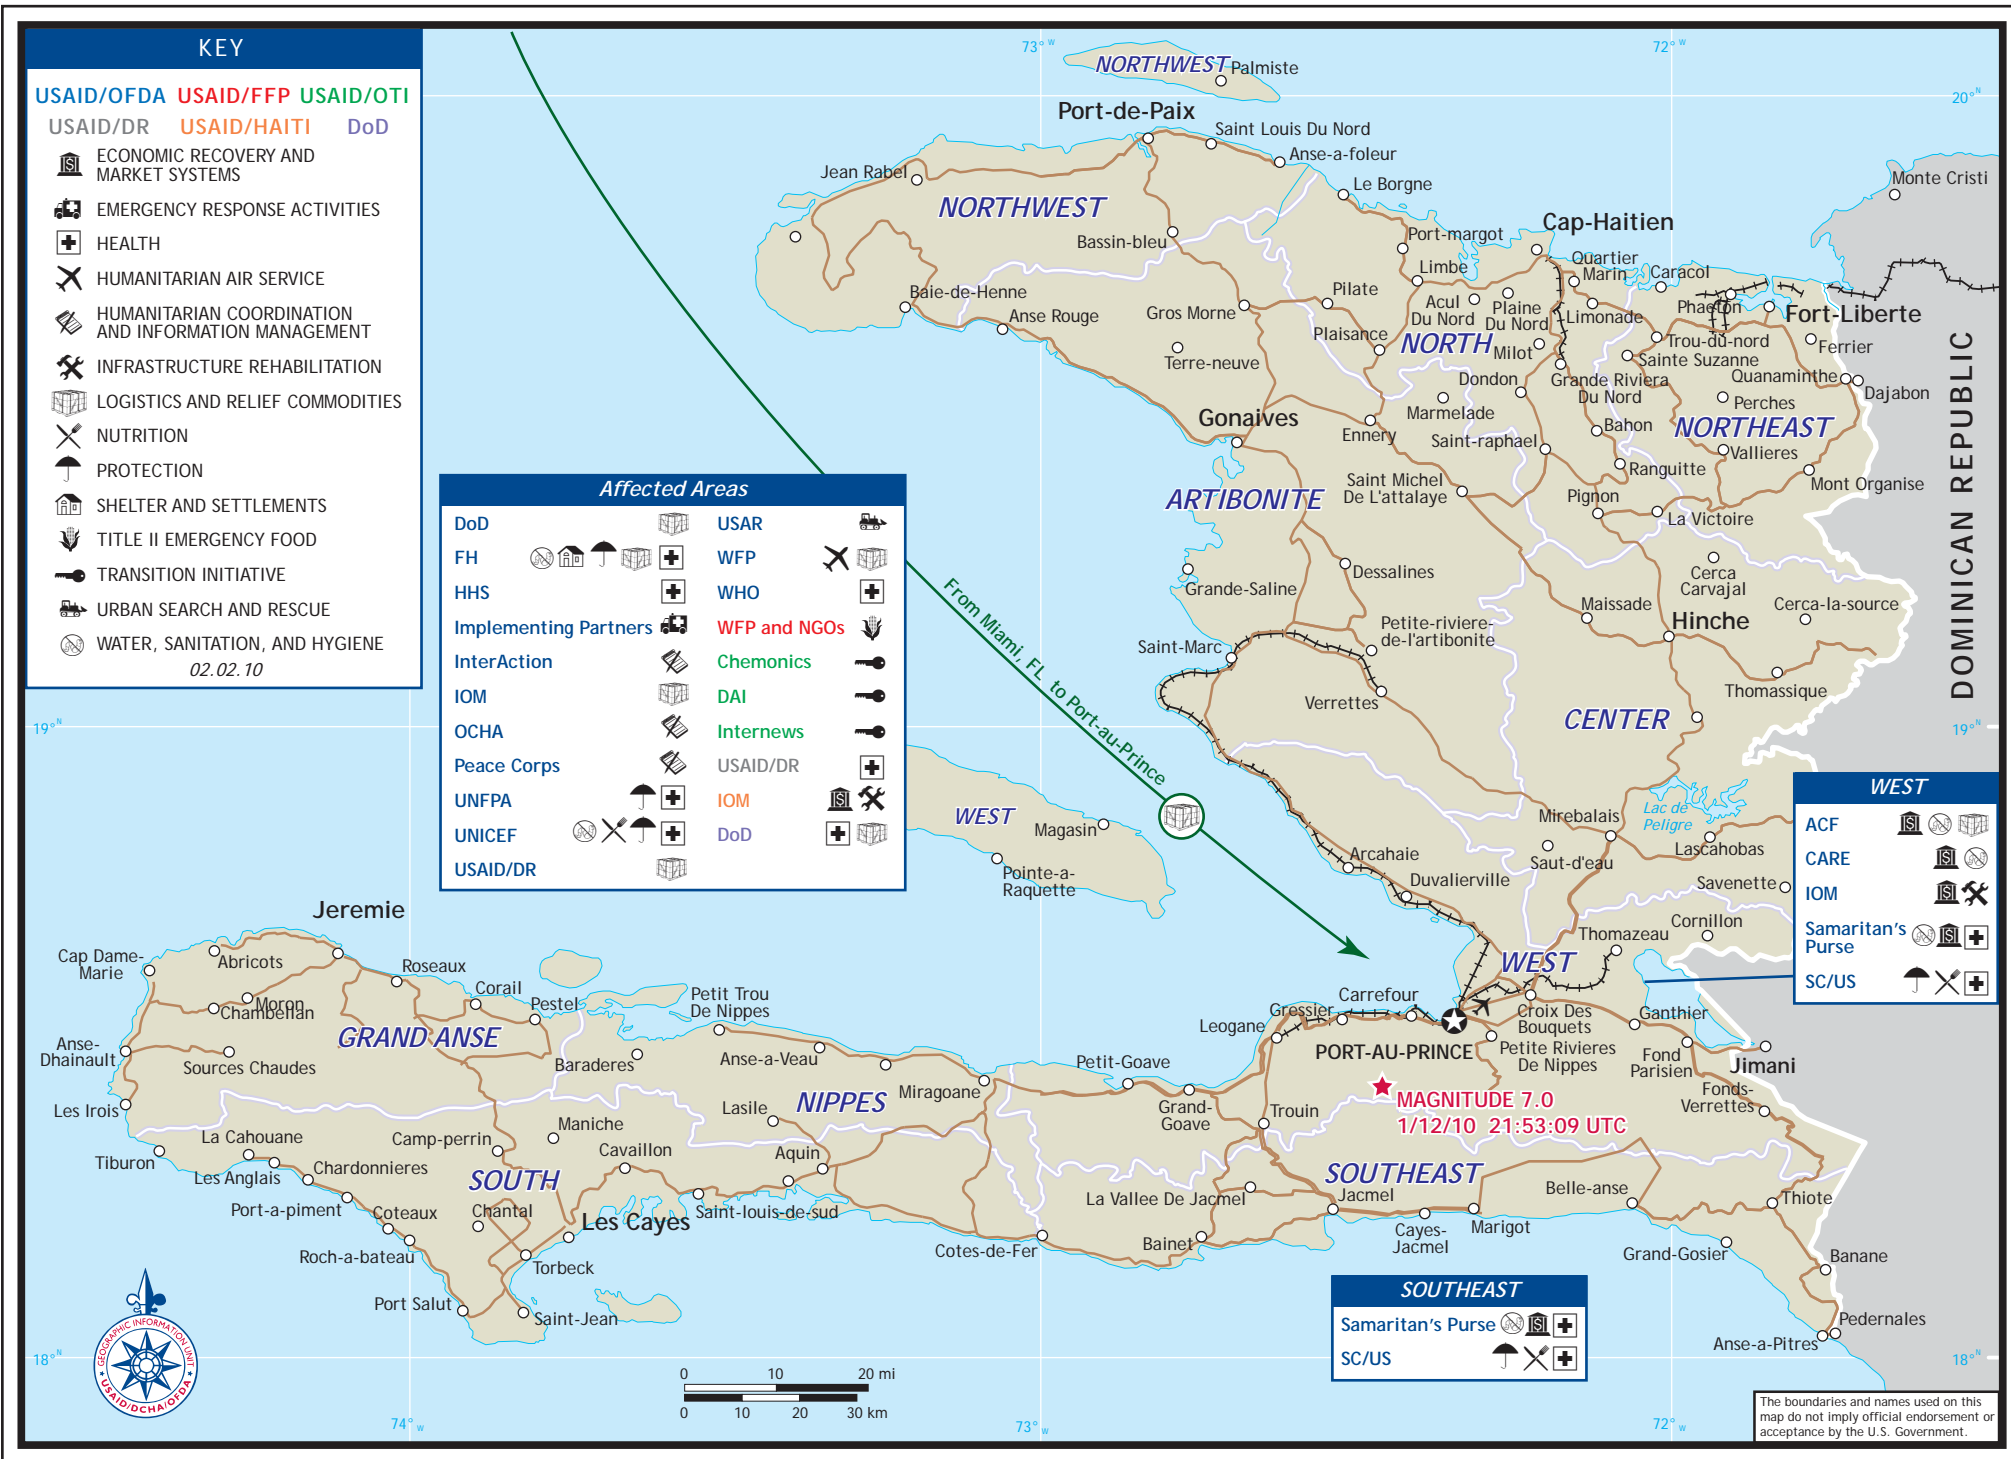 KEY
USAID/OFDA USAID/FFP USAID/OTI
USAID/DR USAID/HAITI DoD
ECONOMIC RECOVERY AND
MARKET SYSTEMS
EMERGENCY RESPONSE ACTIVITIES
HEALTH
HUMANITARIAN AIR SERVICE
HUMANITARIAN COORDINATION
AND INFORMATION MANAGEMENT
INFRASTRUCTURE REHABILITATION
LOGISTICS AND RELIEF COMMODITIES
NUTRITION
PROTECTION
SHELTER AND SETTLEMENTS
TITLE II EMERGENCY FOOD
TRANSITION INITIATIVE
URBAN SEARCH AND RESCUE
WATER, SANITATION, AND HYGIENE
02.02.10
Affected Areas
DoD
FH
HHS
Implementing Partners
InterAction
IOM
OCHA
Peace Corps
UNFPA
UNICEF
USAID/DR
USAR
WFP
WHO
WFP and NGOs
Chemonics
DAI
Internews
USAID/DR
IOM
DoD
From Miami, FL to Port-au-Prince
73° W
72° W
20° N
19° N
19° N
18° N
18° N
74° W
73° W
72° W
NORTHWEST
Palmiste
Port-de-Paix
Saint Louis Du Nord
Anse-a-foleur
Jean Rabel
Le Borgne
NORTHWEST
Monte Cristi
Cap-Haitien
Port-margot
Bassin-bleu
Quartier
Marin
Limbe
Caracol
Baie-de-Henne
Pilate
Acul
Du Nord
Plaine
Du Nord
Phaeton
Gros Morne
Anse Rouge
Limonade
Fort-Liberte
Plaisance
NORTH
Milot
Trou-du-nord
Ferrier
Terre-neuve
Sainte Suzanne
Dondon
Grande Riviera
Du Nord
Quanaminthe
Dajabon
Marmelade
Perches
Gonaives
Ennery
Saint-raphael
Bahon
NORTHEAST
Vallieres
Ranguitte
Saint Michel
De L'attalaye
Mont Organise
ARTIBONITE
Pignon
La Victoire
DOMINICAN REPUBLIC
Dessalines
Cerca
Carvajal
Grande-Saline
Maissade
Cerca-la-source
Hinche
Petite-riviere-
de-l'artibonite
Saint-Marc
Thomassique
Verrettes
CENTER
Lac de
Peligre
WEST
Magasin
Mirebalais
Pointe-a-
Raquette
Arcahaie
Saut-d'eau
Lascahobas
Duvalierville
Savenette
Cornillon
Thomazeau
WEST
WEST
ACF
CARE
IOM
Samaritan's
Purse
SC/US
Jeremie
Cap Dame-
Marie
Abricots
Roseaux
Moron
Chambellan
Corail
Pestel
Petit Trou
De Nippes
GRAND ANSE
Anse-
Dhainault
Sources Chaudes
Baraderes
Anse-a-Veau
Petit-Goave
Leogane
Gressier
Carrefour
Croix Des
Bouquets
Ganthier
PORT-AU-PRINCE
Petite Rivieres
De Nippes
Fond
Parisien
Jimani
Miragoane
Les Irois
NIPPES
MAGNITUDE 7.0
1/12/10 21:53:09 UTC
Fonds-
Verrettes
Lasile
Grand-
Goave
Trouin
La Cahouane
Camp-perrin
Maniche
Cavaillon
Aquin
Tiburon
Les Anglais
Chardonnieres
SOUTH
SOUTHEAST
Port-a-piment
Coteaux
Chantal
Les Cayes
Saint-louis-de-sud
La Vallee De Jacmel
Jacmel
Belle-anse
Thiote
Cayes-
Jacmel
Marigot
Roch-a-bateau
Torbeck
Cotes-de-Fer
Bainet
Grand-Gosier
Banane
Port Salut
Saint-Jean
Pedernales
Anse-a-Pitres
SOUTHEAST
Samaritan's Purse
SC/US
GEOGRAPHIC INFORMATION UNIT
USAID/DCHA/OFDA
0 10 20 mi
0 10 20 30 km
The boundaries and names used on this
map do not imply official endorsement or
acceptance by the U.S. Government.